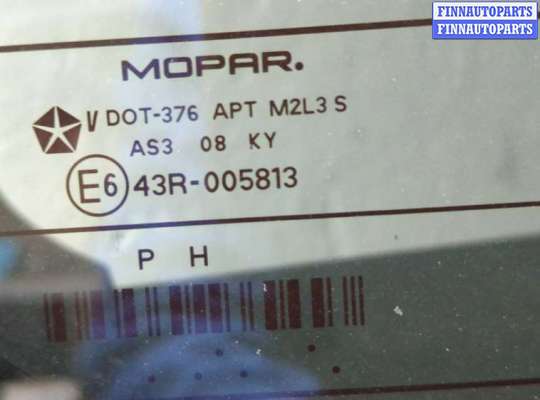 FINNAUTOPARTS
FINNAUTOPARTS
MOPAR.
V DOT-376 APT M2L3 S
AS3 08 KY
E6 43R-005813
P H